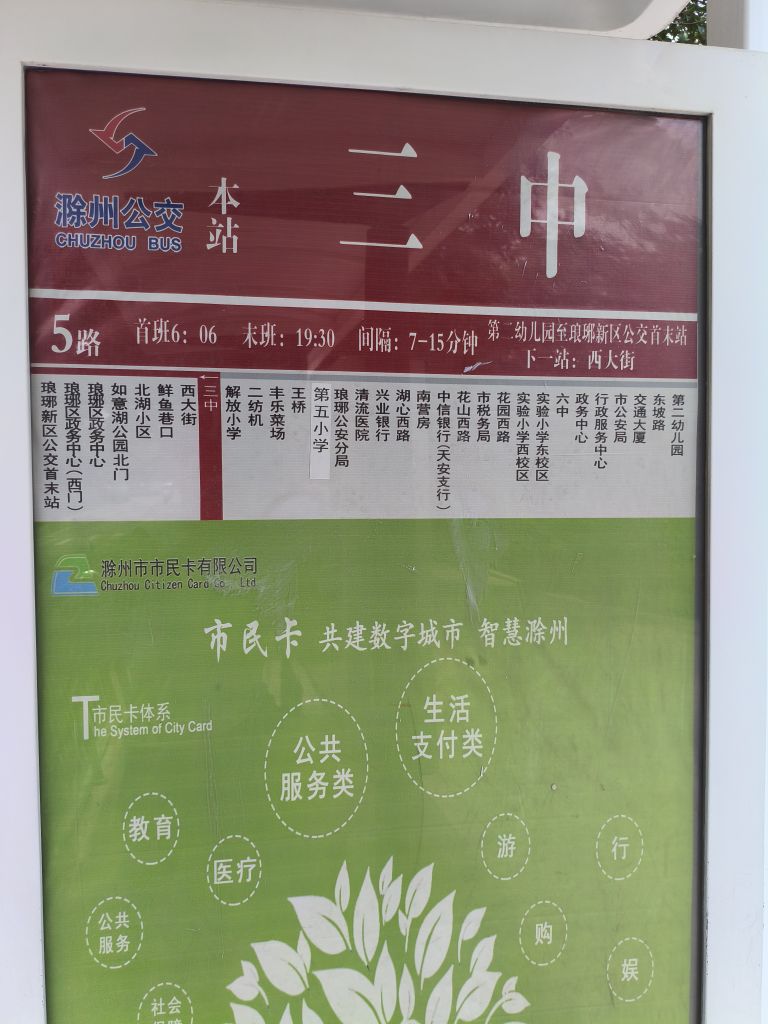 滁州公交
CHUZHOU BUS
本站
三中
5路
首班6：06 末班：19:30 间隔：7-15分钟
第二幼儿园至琅琊新区公交首末站
下一站：西大街
琅琊新区公交首末站
琅琊区政务中心(西门)
琅琊区政务中心
如意湖公园北门
北湖小区
鲜鱼巷口
西大街
三中
解放小学
二纺机
丰乐菜场
王桥
第五小学
琅琊公安分局
清流医院
兴业银行
湖心西路
南营房
中信银行(天安支行)
花山西路
市税务局
花园西路
实验小学西校区
实验小学东校区
六中
政务中心
行政服务中心
市公安局
交通大厦
东坡路
第二幼儿园
滁州市市民卡有限公司
Chuzhou Citizen Card Co., Ltd
市民卡 共建数字城市 智慧滁州
市民卡体系
The System of City Card
生活
支付类
公共
服务类
教育
医疗
游
行
公共
服务
购
娱
社会